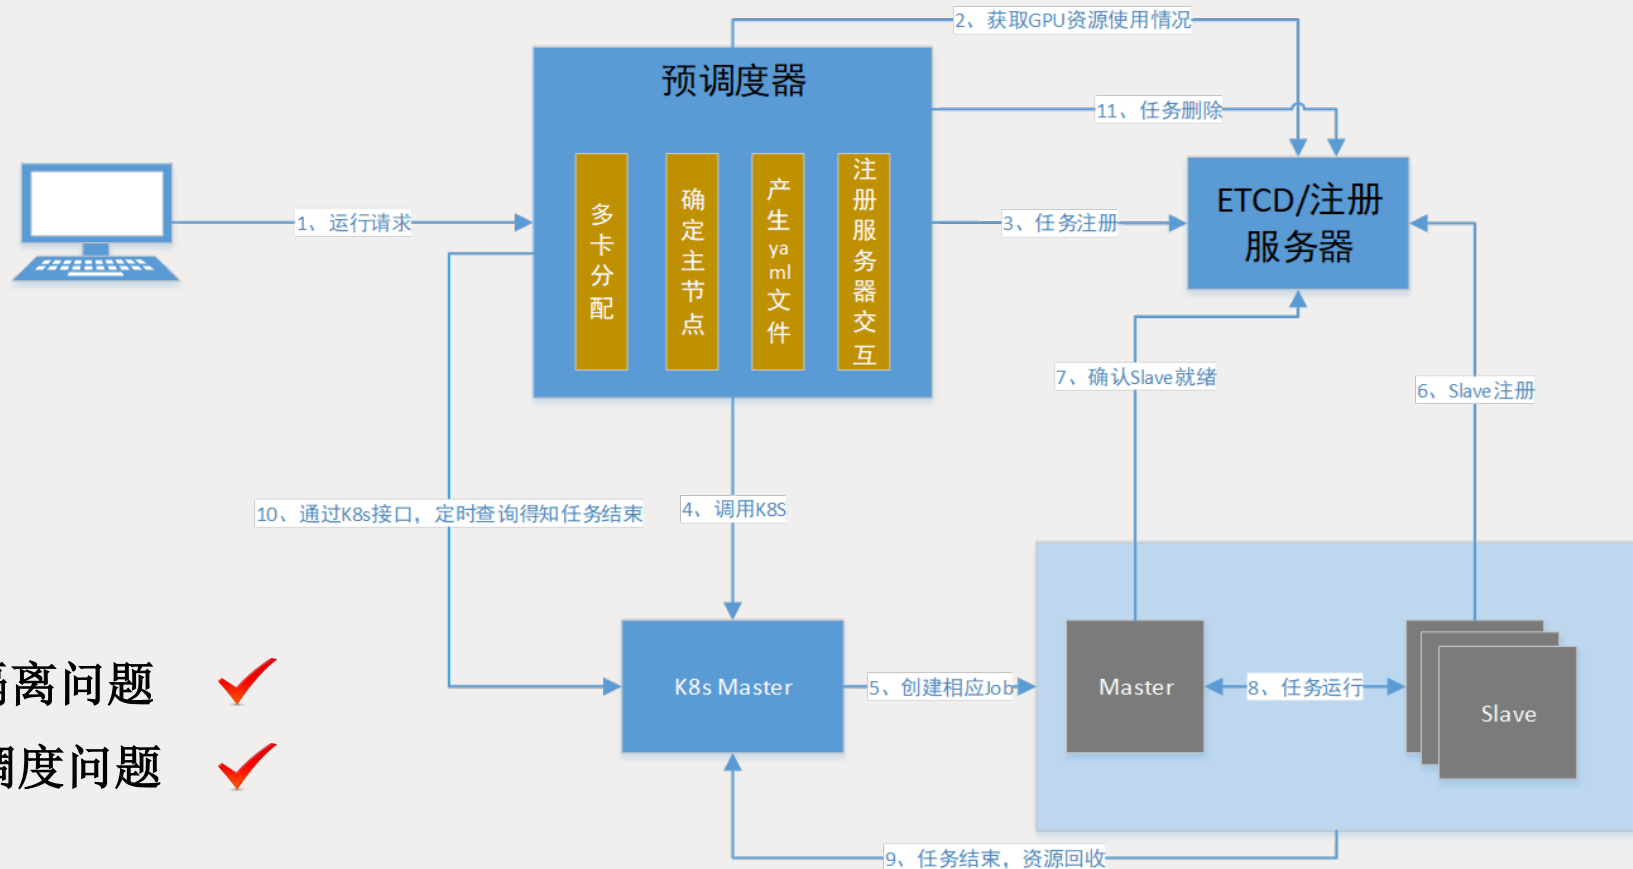 2、获取GPU资源使用情况
预调度器
11、任务删除
多卡分配
确定主节点
产生yaml文件
注册服务器交互
ETCD/注册
服务器
1、运行请求
3、任务注册
7、确认Slave就绪
6、Slave注册
10、通过K8s接口，定时查询得知任务结束
4、调用K8S
离问题
K8s Master
5、创建相应Job
Master
8、任务运行
Slave
度问题
9、任务结束，资源回收